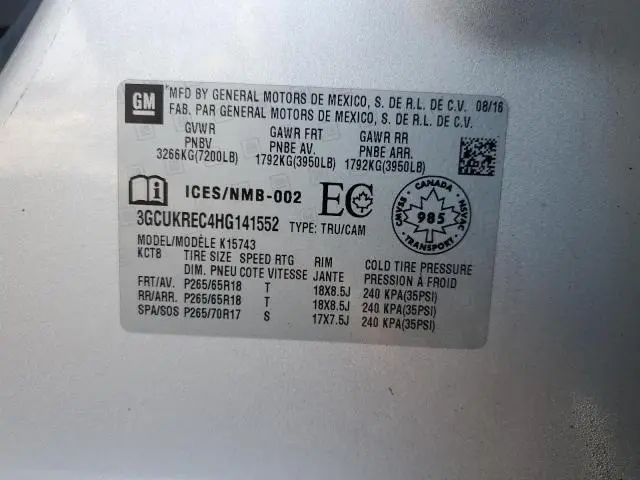 GM
MFD BY GENERAL MOTORS DE MEXICO, S. DE R.L. DE C.V. 08/16
FAB. PAR GENERAL MOTORS DE MEXICO, S. DE R.L. DE C.V.
GVWR GAWR FRT GAWR RR
PNBV PNBE AV. PNBE ARR.
3266KG(7200LB) 1792KG(3950LB) 1792KG(3950LB)
ICES/NMB-002 EC
CANADA
CMVSS 985 NSVAC
TRANSPORT
3GCUKREC4HG141552 TYPE: TRU/CAM
MODEL/MODÈLE K15743
KCT8 TIRE SIZE SPEED RTG RIM COLD TIRE PRESSURE
DIM. PNEU COTE VITESSE JANTE PRESSION À FROID
FRT/AV. P265/65R18 T 18X8.5J 240 KPA(35PSI)
RR/ARR. P265/65R18 T 18X8.5J 240 KPA(35PSI)
SPA/SOS P265/70R17 S 17X7.5J 240 KPA(35PSI)